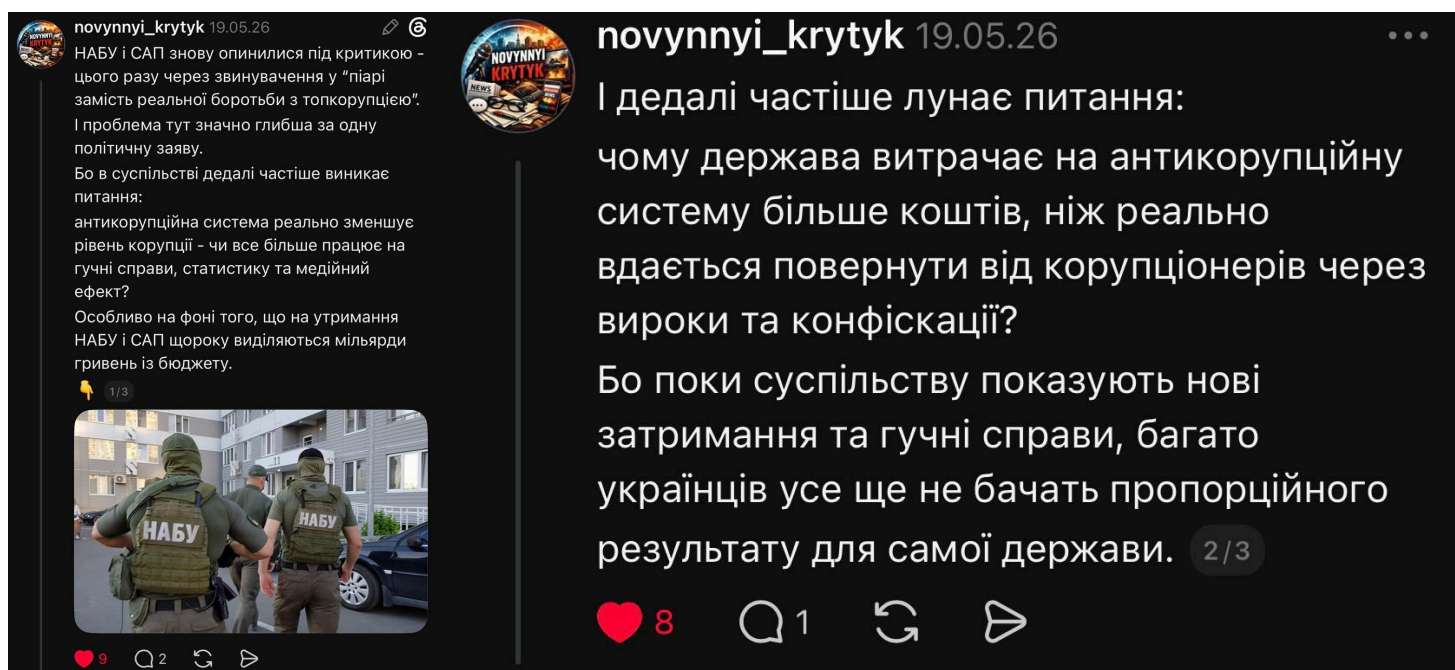 novynnyi_krytyk 19.05.26
НАБУ і САП знову опинилися під критикою -
цього разу через звинувачення у “піарі
замість реальної боротьби з топкорупцією”.
І проблема тут значно глибша за одну
політичну заяву.
Бо в суспільстві дедалі частіше виникає
питання:
антикорупційна система реально зменшує
рівень корупції - чи все більше працює на
гучні справи, статистику та медійний
ефект?
Особливо на фоні того, що на утримання
НАБУ і САП щороку виділяються мільярди
гривень із бюджету.
👇 1/3
11
НАБУ
НАБУ
9 2
NOVYNNYI
KRYTYK
NEWS
novynnyi_krytyk 19.05.26
І дедалі частіше лунає питання:
чому держава витрачає на антикорупційну
систему більше коштів, ніж реально
вдається повернути від корупціонерів через
вироки та конфіскації?
Бо поки суспільству показують нові
затримання та гучні справи, багато
українців усе ще не бачать пропорційного
результату для самої держави. 2/3
8 1